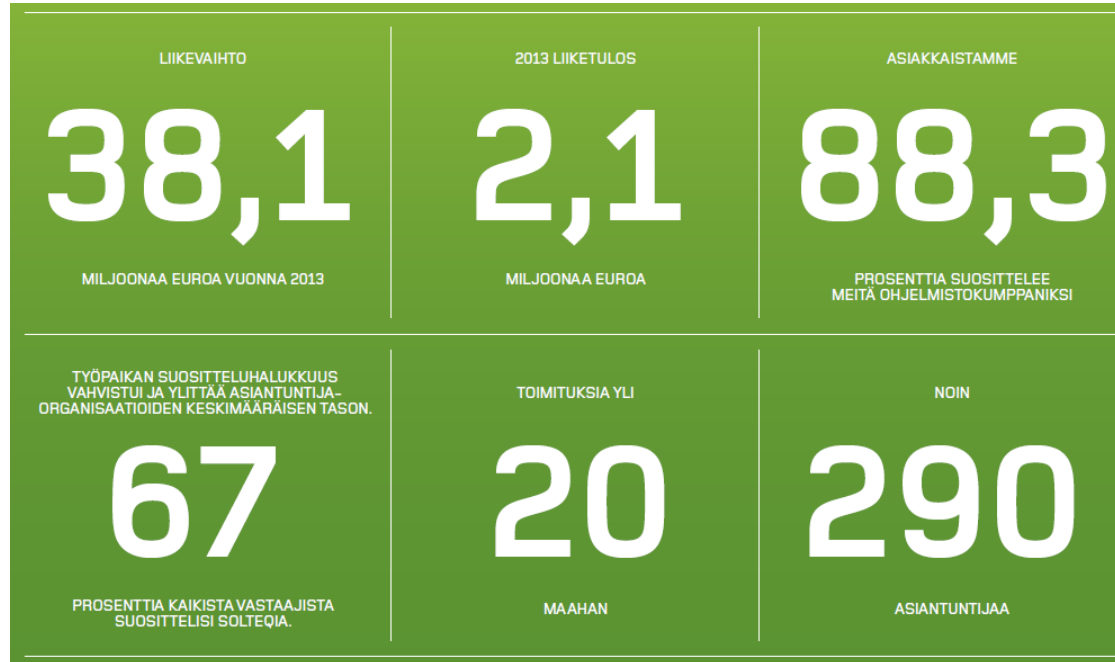 LIIKEVAIHTO
38,1
MILJOONAA EUROA VUONNA 2013
2013 LIIKETULOS
2,1
MILJOONAA EUROA
ASIAKKAISTAMME
88,3
PROSENTTIA SUOSITTELEE
MEITÄ OHJELMISTOKUMPPANIKSI
TYÖPAIKAN SUOSITTELUHALUKKUUS
VAHVISTUI JA YLITTÄÄ ASIANTUNTIJA-
ORGANISAATIOIDEN KESKIMÄÄRÄISEN TASON.
67
PROSENTTIA KAIKISTA VASTAAJISTA
SUOSITTELISI SOLTEQIA.
TOIMITUKSIA YLI
20
MAAHAN
NOIN
290
ASIANTUNTIJAA